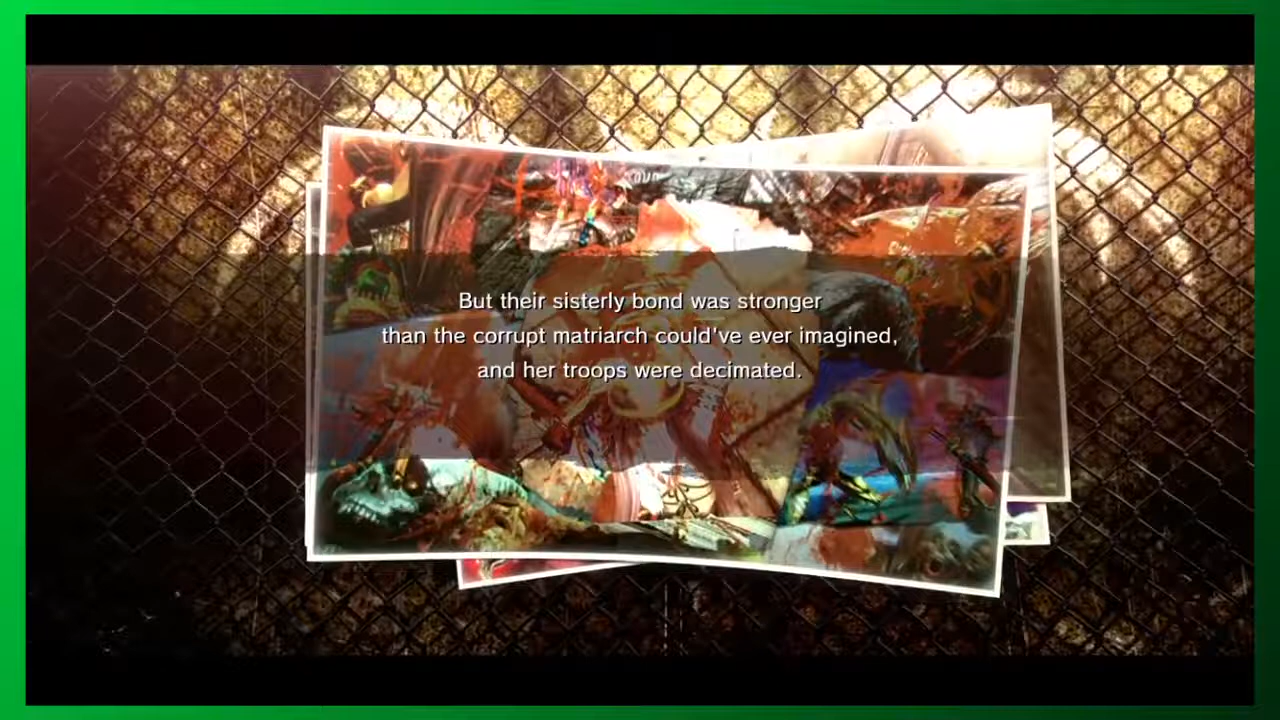 But their sisterly bond was stronger
than the corrupt matriarch could've ever imagined,
and her troops were decimated.